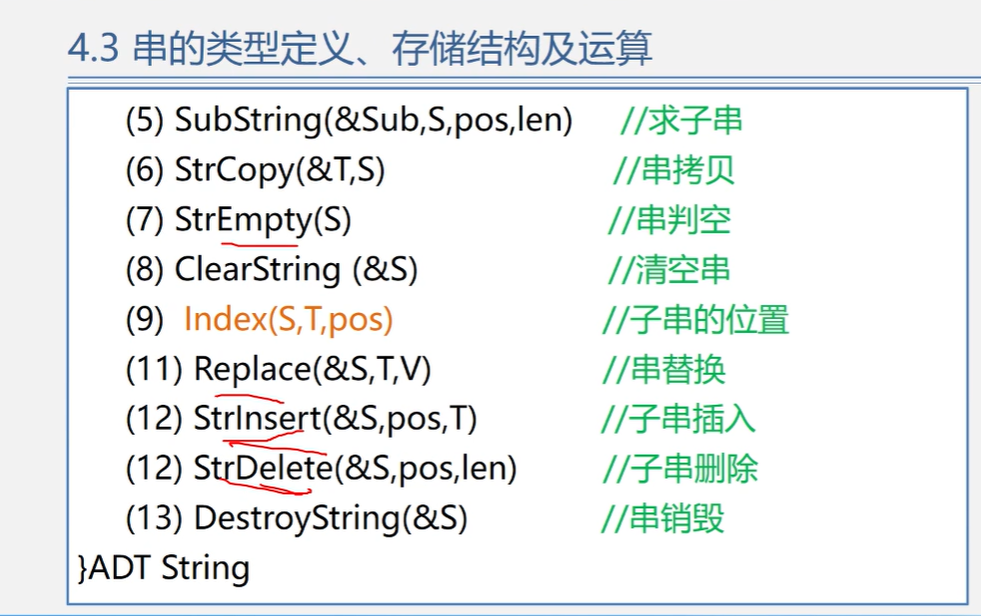 4.3 串的类型定义、存储结构及运算
(5) SubString(&Sub,S,pos,len) //求子串
(6) StrCopy(&T,S) //串拷贝
(7) StrEmpty(S) //串判空
(8) ClearString (&S) //清空串
(9) Index(S,T,pos) //子串的位置
(11) Replace(&S,T,V) //串替换
(12) StrInsert(&S,pos,T) //子串插入
(12) StrDelete(&S,pos,len) //子串删除
(13) DestroyString(&S) //串销毁
}ADT String